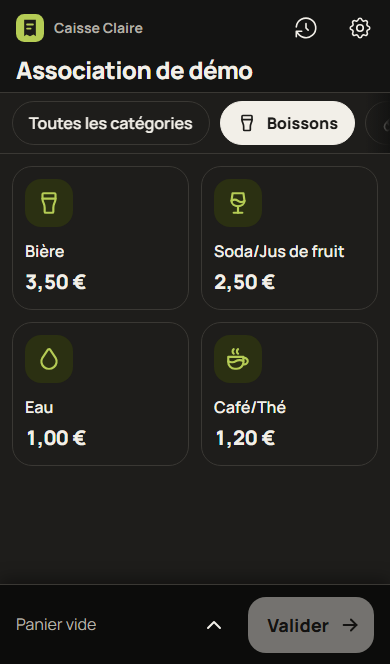 Caisse Claire
Association de démo
Toutes les catégories
Boissons
Bière
3,50 €
Soda/Jus de fruit
2,50 €
Eau
1,00 €
Café/Thé
1,20 €
Panier vide
Valider